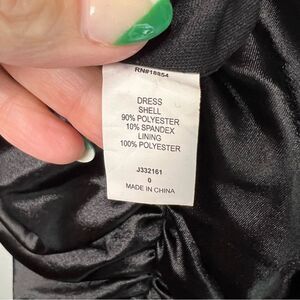 RN#18854
DRESS
SHELL
90% POLYESTER
10% SPANDEX
LINING
100% POLYESTER
J332161
0
MADE IN CHINA